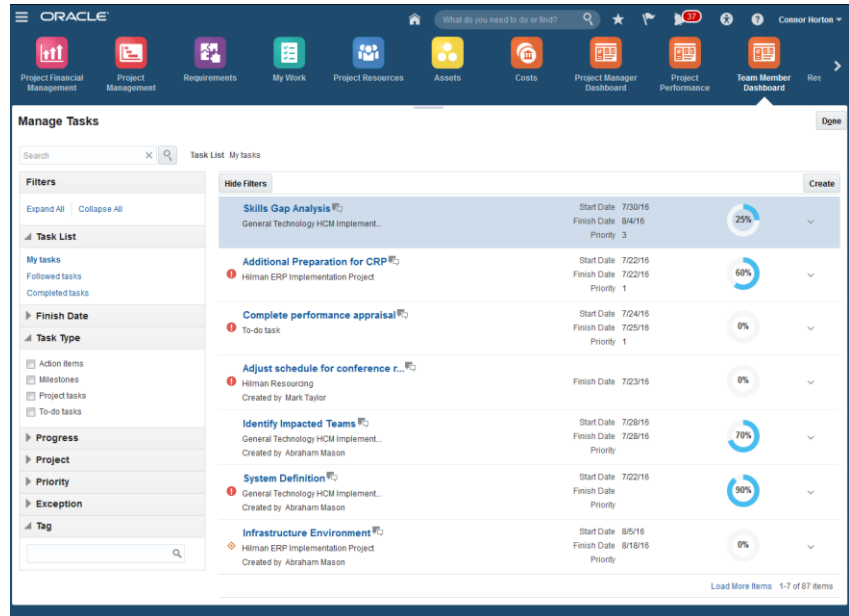 ORACLE
What do you need to do or find?
37
Connor Horton
Project Financial Management
Project Management
Requirements
My Work
Project Resources
Assets
Costs
Project Manager Dashboard
Project Performance
Team Member Dashboard
Res
Manage Tasks
Done
Search
Task List My tasks
Filters
Hide Filters
Create
Expand All Collapse All
Task List
My tasks
Followed tasks
Completed tasks
Finish Date
Task Type
Action items
Milestones
Project tasks
To-do tasks
Progress
Project
Priority
Exception
Tag
Skills Gap Analysis
General Technology HCM Implement...
Start Date 7/30/16
Finish Date 8/4/16
Priority 3
25%
Additional Preparation for CRP
Hilman ERP Implementation Project
Start Date 7/22/16
Finish Date 7/22/16
Priority 1
60%
Complete performance appraisal
To-do task
Start Date 7/24/16
Finish Date 7/25/16
Priority 1
0%
Adjust schedule for conference r...
Hilman Resourcing
Created by Mark Taylor
Finish Date 7/23/16
0%
Identify Impacted Teams
General Technology HCM Implement...
Created by Abraham Mason
Start Date 7/28/16
Finish Date 7/28/16
Priority
70%
System Definition
General Technology HCM Implement...
Created by Abraham Mason
Start Date 7/22/16
Finish Date
Priority
90%
Infrastructure Environment
Hilman ERP Implementation Project
Created by Abraham Mason
Start Date 8/5/16
Finish Date 8/18/16
Priority
0%
Load More Items 1-7 of 87 items